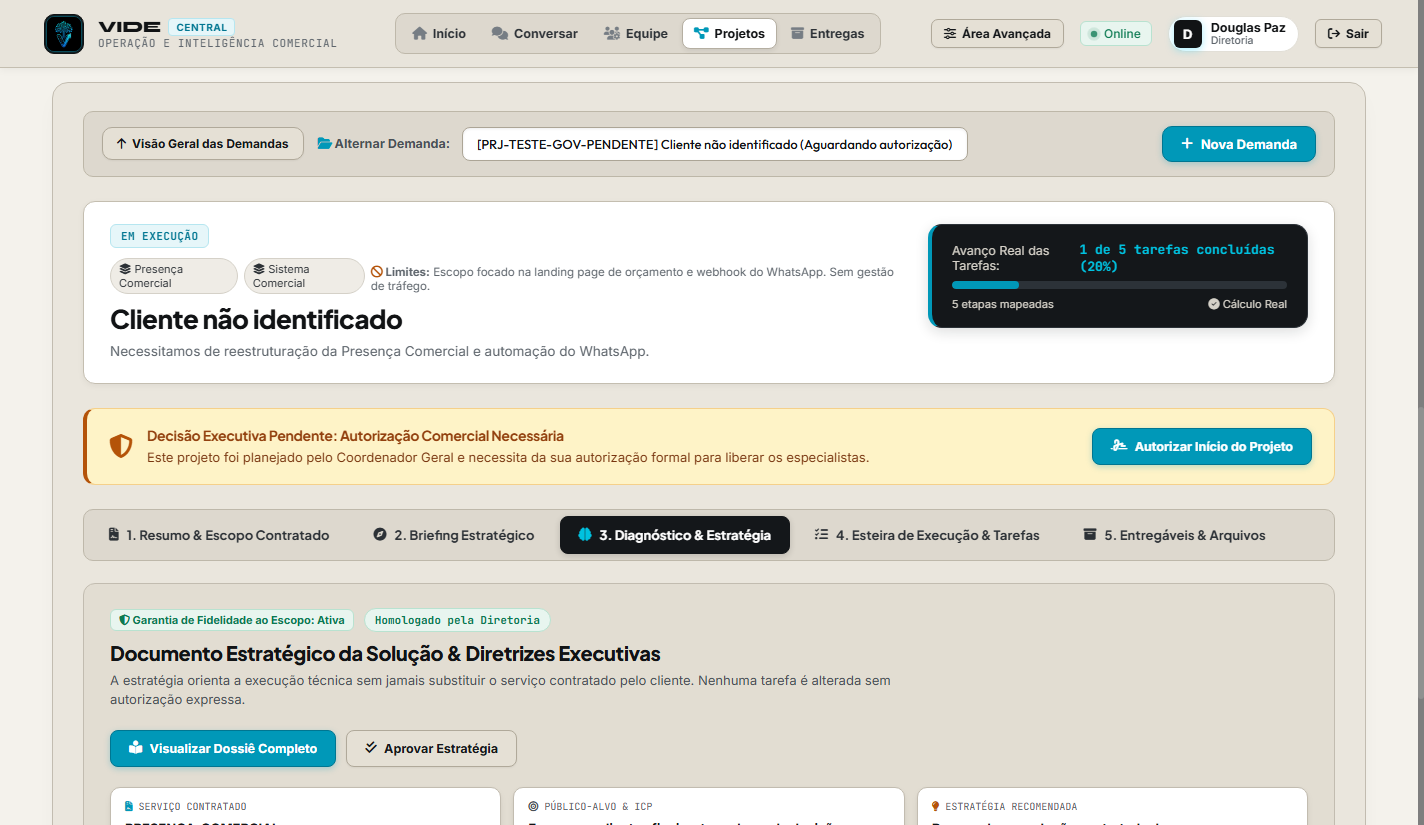 VIDE CENTRAL
OPERAÇÃO E INTELIGÊNCIA COMERCIAL
Início
Conversar
Equipe
Projetos
Entregas
Área Avançada
Online
D
Douglas Paz
Diretoria
Sair
Visão Geral das Demandas
Alternar Demanda:
[PRJ-TESTE-GOV-PENDENTE] Cliente não identificado (Aguardando autorização)
Nova Demanda
EM EXECUÇÃO
Presença
Comercial
Sistema
Comercial
Limites: Escopo focado na landing page de orçamento e webhook do WhatsApp. Sem gestão
de tráfego.
Cliente não identificado
Necessitamos de reestruturação da Presença Comercial e automação do WhatsApp.
Avanço Real das
Tarefas:
1 de 5 tarefas concluídas
(20%)
5 etapas mapeadas
Cálculo Real
Decisão Executiva Pendente: Autorização Comercial Necessária
Este projeto foi planejado pelo Coordenador Geral e necessita da sua autorização formal para liberar os especialistas.
Autorizar Início do Projeto
1. Resumo & Escopo Contratado
2. Briefing Estratégico
3. Diagnóstico & Estratégia
4. Esteira de Execução & Tarefas
5. Entregáveis & Arquivos
Garantia de Fidelidade ao Escopo: Ativa
Homologado pela Diretoria
Documento Estratégico da Solução & Diretrizes Executivas
A estratégia orienta a execução técnica sem jamais substituir o serviço contratado pelo cliente. Nenhuma tarefa é alterada sem
autorização expressa.
Visualizar Dossiê Completo
Aprovar Estratégia
SERVIÇO CONTRATADO
PÚBLICO-ALVO & ICP
ESTRATÉGIA RECOMENDADA